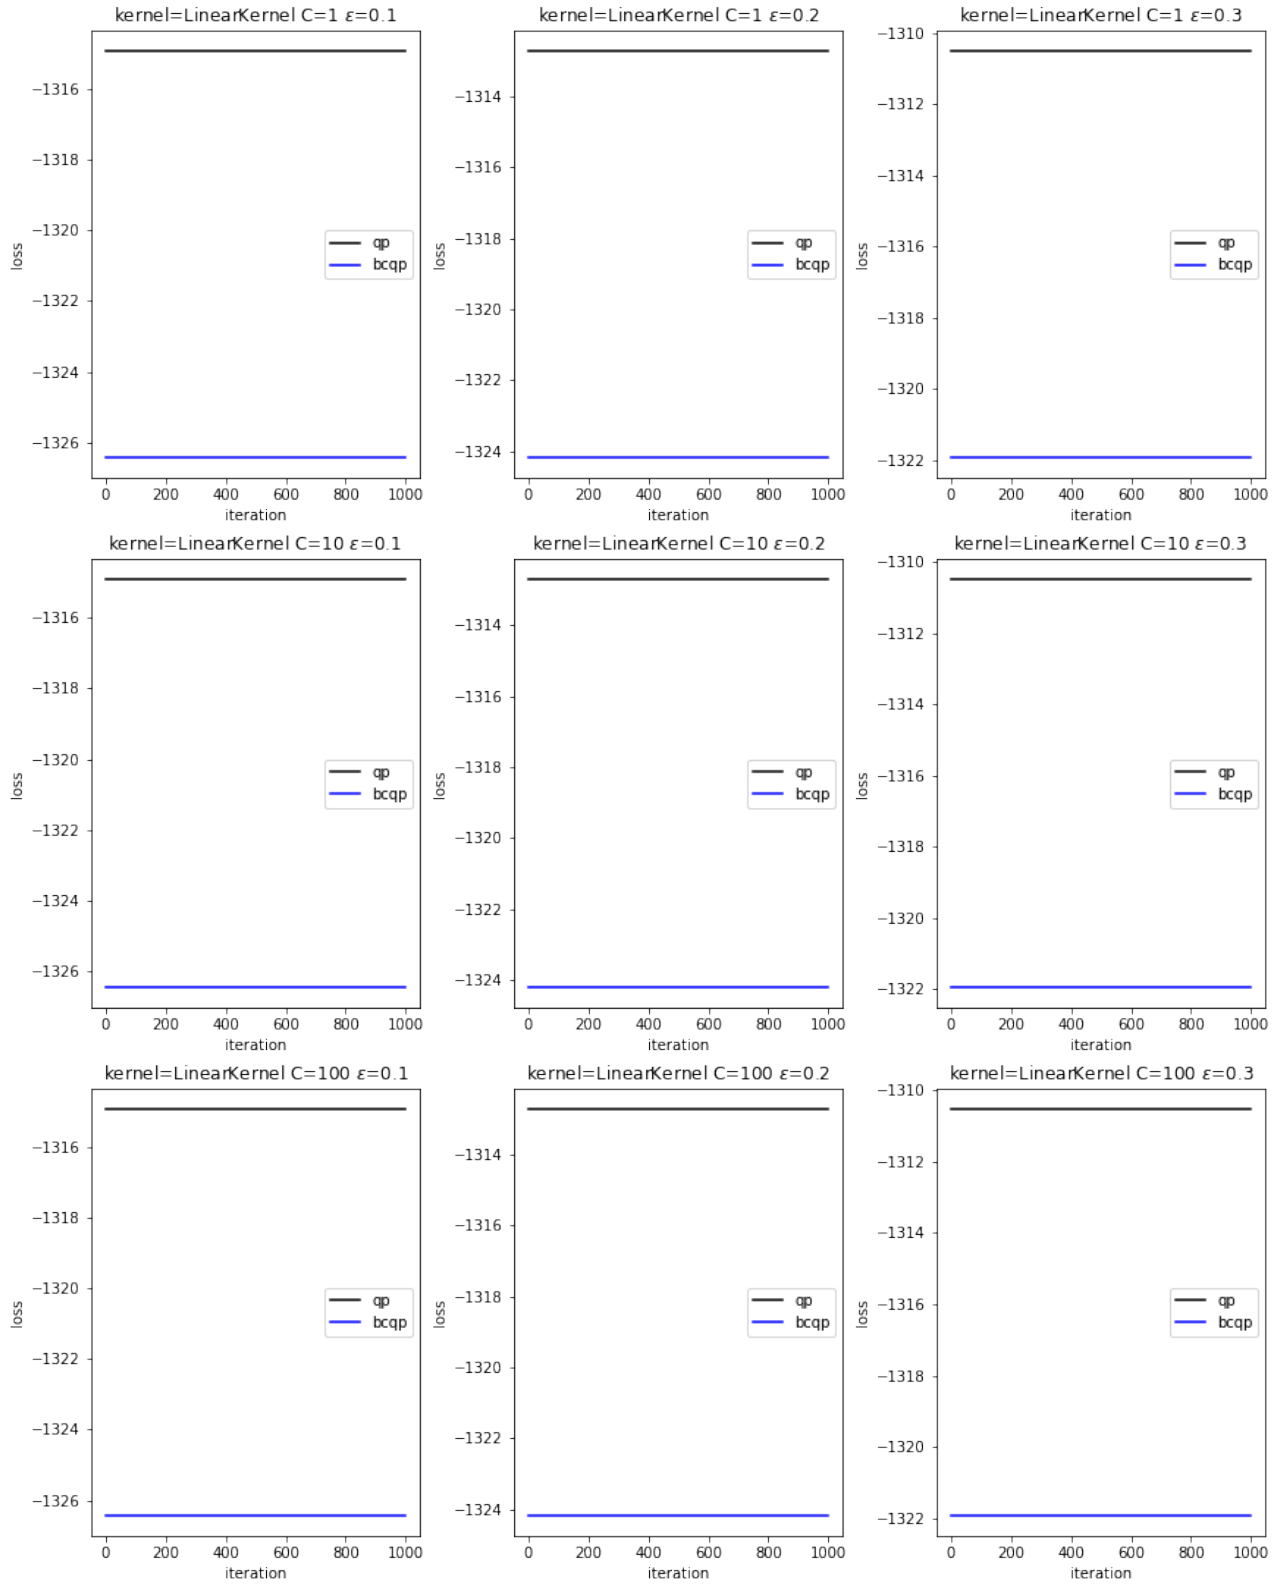 kernel=LinearKernel C=1 ε=0.1
−1316
−1318
−1320
−1322
−1324
−1326
loss
qp
bcqp
0 200 400 600 800 1000
iteration
kernel=LinearKernel C=1 ε=0.2
−1314
−1316
−1318
−1320
−1322
−1324
loss
qp
bcqp
0 200 400 600 800 1000
iteration
kernel=LinearKernel C=1 ε=0.3
−1310
−1312
−1314
−1316
−1318
−1320
−1322
loss
qp
bcqp
0 200 400 600 800 1000
iteration
kernel=LinearKernel C=10 ε=0.1
−1316
−1318
−1320
−1322
−1324
−1326
loss
qp
bcqp
0 200 400 600 800 1000
iteration
kernel=LinearKernel C=10 ε=0.2
−1314
−1316
−1318
−1320
−1322
−1324
loss
qp
bcqp
0 200 400 600 800 1000
iteration
kernel=LinearKernel C=10 ε=0.3
−1310
−1312
−1314
−1316
−1318
−1320
−1322
loss
qp
bcqp
0 200 400 600 800 1000
iteration
kernel=LinearKernel C=100 ε=0.1
−1316
−1318
−1320
−1322
−1324
−1326
loss
qp
bcqp
0 200 400 600 800 1000
iteration
kernel=LinearKernel C=100 ε=0.2
−1314
−1316
−1318
−1320
−1322
−1324
loss
qp
bcqp
0 200 400 600 800 1000
iteration
kernel=LinearKernel C=100 ε=0.3
−1310
−1312
−1314
−1316
−1318
−1320
−1322
loss
qp
bcqp
0 200 400 600 800 1000
iteration